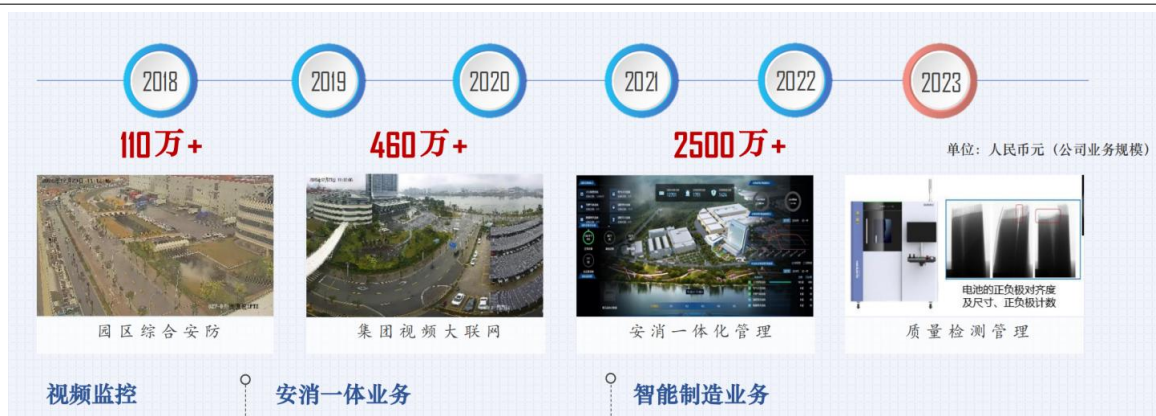 2018
2019
2020
2021
2022
2023
110万+
460万+
2500万+
单位：人民币元（公司业务规模）
电池的正负极对齐度
及尺寸、正负极计数
园区综合安防
集团视频大联网
安消一体化管理
质量检测管理
视频监控
安消一体业务
智能制造业务